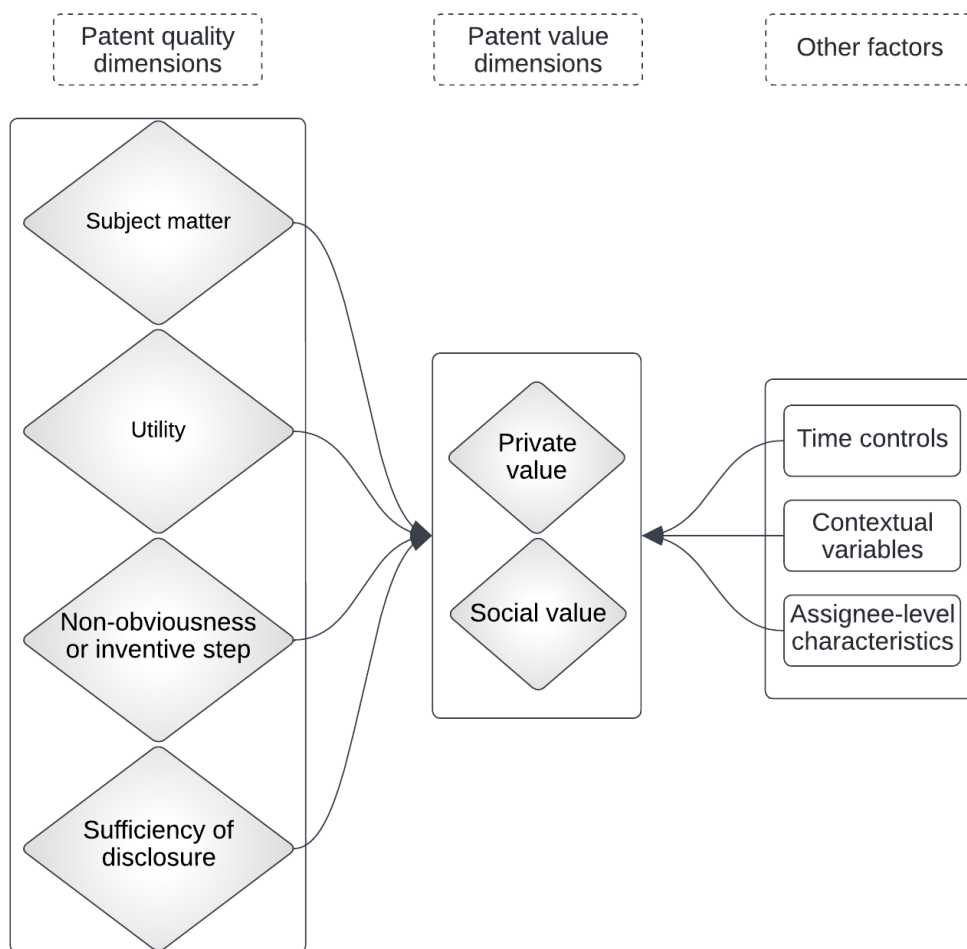 Patent quality
dimensions
Patent value
dimensions
Other factors
Subject matter
Utility
Non-obviousness
or inventive step
Sufficiency of
disclosure
Private
value
Social value
Time controls
Contextual
variables
Assignee-level
characteristics